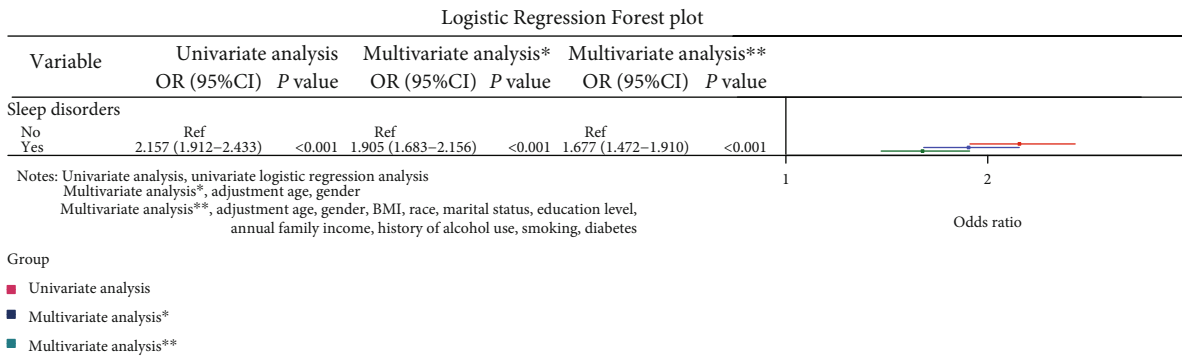 Logistic Regression Forest plot
Variable Univariate analysis Multivariate analysis* Multivariate analysis**
OR (95%CI) P value OR (95%CI) P value OR (95%CI) P value
Sleep disorders
No Ref Ref Ref
Yes 2.157 (1.912–2.433) <0.001 1.905 (1.683–2.156) <0.001 1.677 (1.472–1.910) <0.001
Notes: Univariate analysis, univariate logistic regression analysis
Multivariate analysis*, adjustment age, gender
Multivariate analysis**, adjustment age, gender, BMI, race, marital status, education level,
annual family income, history of alcohol use, smoking, diabetes
1 2
Odds ratio
Group
Univariate analysis
Multivariate analysis*
Multivariate analysis**